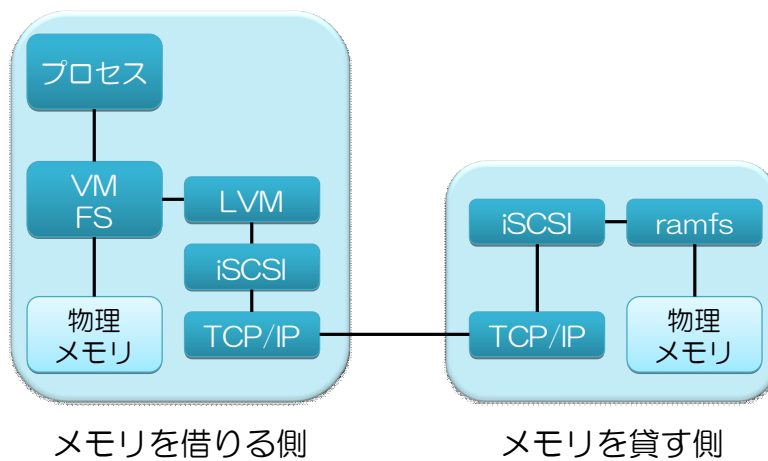 プロセス
VM
FS
LVM
iSCSI
TCP/IP
物理
メモリ
iSCSI
ramfs
TCP/IP
物理
メモリ
メモリを借りる側
メモリを貸す側